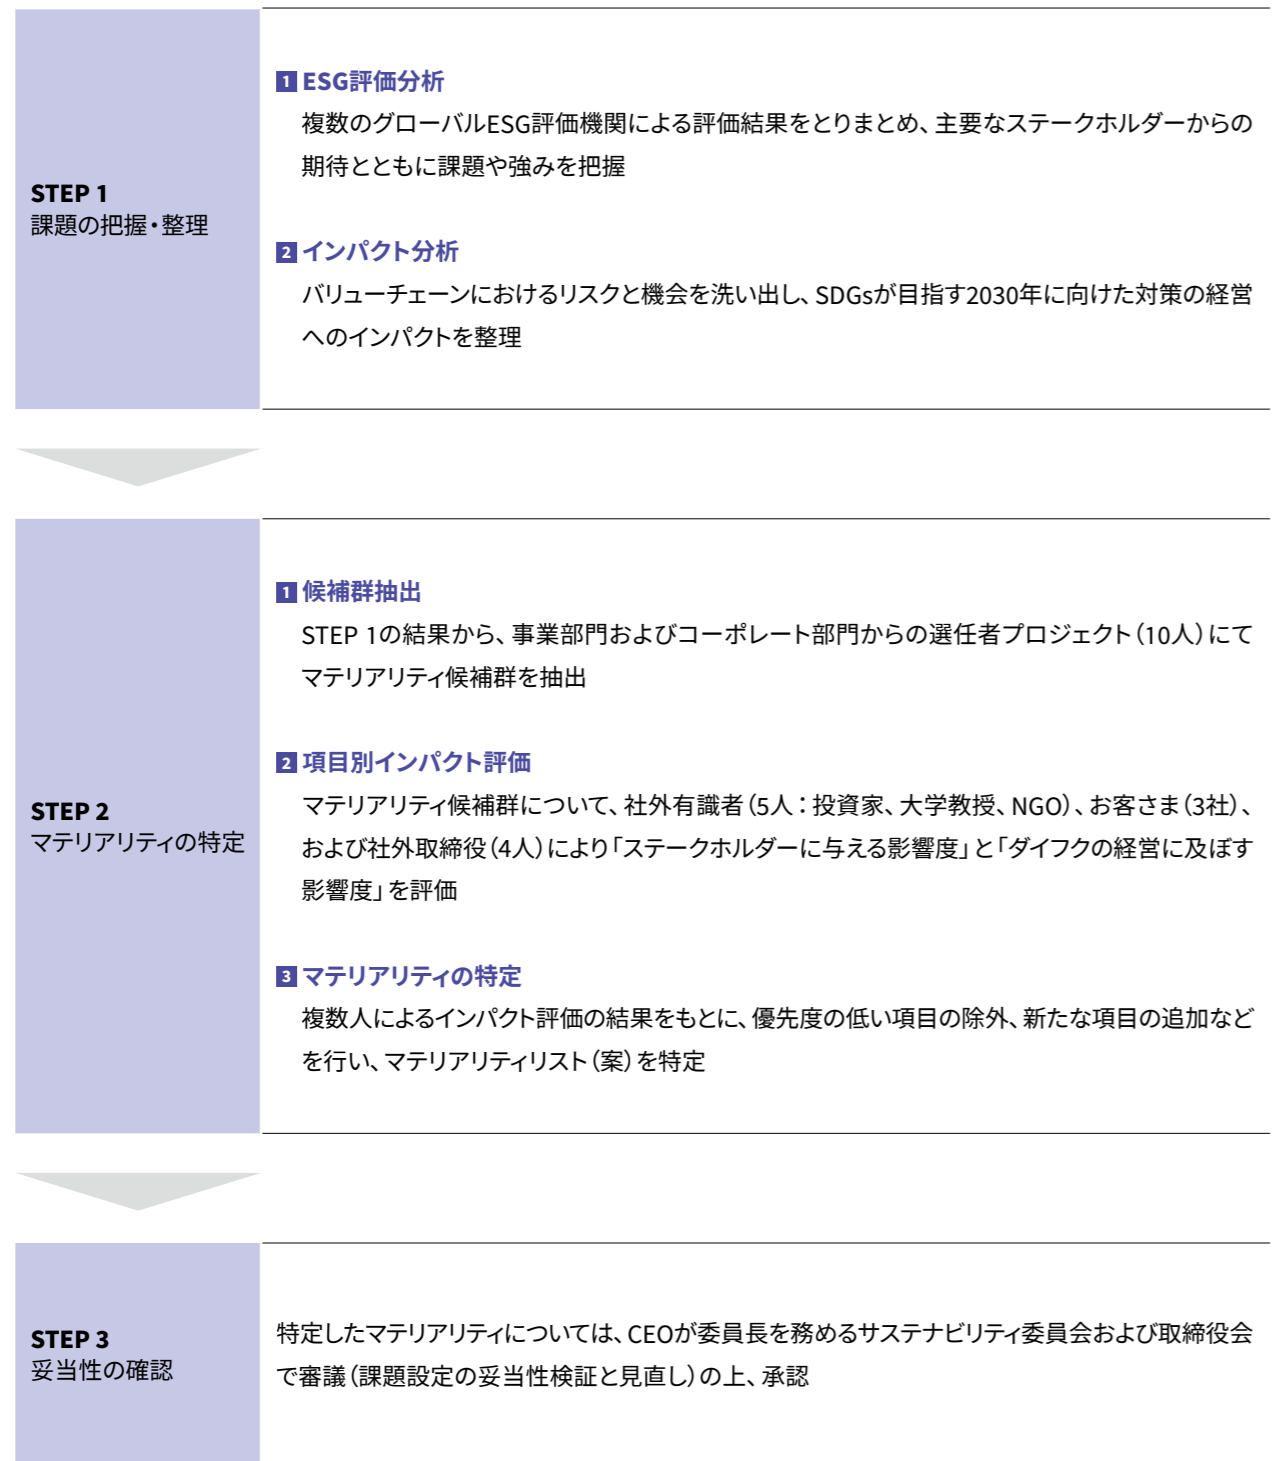 STEP 1
課題の把握・整理
1 ESG評価分析
複数のグローバルESG評価機関による評価結果をとりまとめ、主要なステークホルダーからの
期待とともに課題や強みを把握
2 インパクト分析
バリューチェーンにおけるリスクと機会を洗い出し、SDGsが目指す2030年に向けた対策の経営
へのインパクトを整理
STEP 2
マテリアリティの特定
1 候補群抽出
STEP 1の結果から、事業部門およびコーポレート部門からの選任者プロジェクト（10人）にて
マテリアリティ候補群を抽出
2 項目別インパクト評価
マテリアリティ候補群について、社外有識者（5人：投資家、大学教授、NGO）、お客さま（3社）、
および社外取締役（4人）により「ステークホルダーに与える影響度」と「ダイフクの経営に及ぼす
影響度」を評価
3 マテリアリティの特定
複数人によるインパクト評価の結果をもとに、優先度の低い項目の除外、新たな項目の追加など
を行い、マテリアリティリスト（案）を特定
STEP 3
妥当性の確認
特定したマテリアリティについては、CEOが委員長を務めるサステナビリティ委員会および取締役会
で審議（課題設定の妥当性検証と見直し）の上、承認